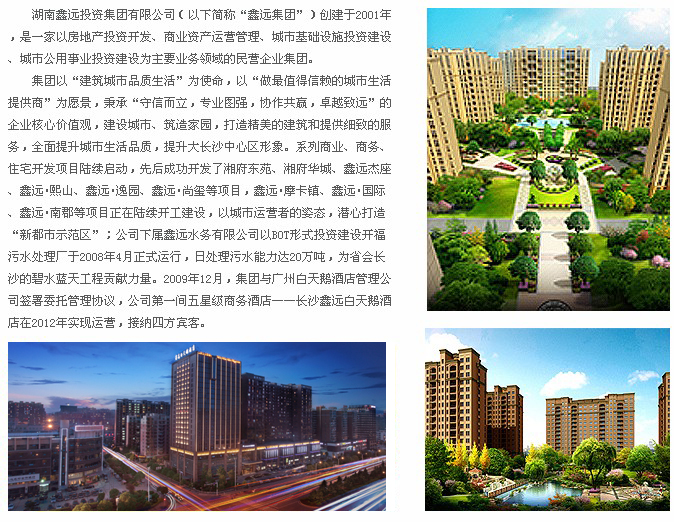 湖南鑫远投资集团有限公司（以下简称“鑫远集团”）创建于2001年
，是一家以房地产投资开发、商业资产运营管理、城市基础设施投资建设
、城市公用事业投资建设为主要业务领域的民营企业集团。
集团以“建筑城市品质生活”为使命，以“做最值得信赖的城市生活
提供商”为愿景，秉承“守信而立，专业图强，协作共赢，卓越致远”的
企业核心价值观，建设城市、筑造家园，打造精美的建筑和提供细致的服
务，全面提升城市生活品质，提升大长沙中心区形象。系列商业、商务、
住宅开发项目陆续启动，先后成功开发了湘府东苑、湘府华城、鑫远杰座
、鑫远·熙山、鑫远·逸园、鑫远·尚玺等项目，鑫远·摩卡镇、鑫远·国际
、鑫远·南郡等项目正在陆续开工建设，以城市运营者的姿态，潜心打造
“新都市示范区”；公司下属鑫远水务有限公司以BOT形式投资建设开福
污水处理厂于2008年4月正式运行，日处理污水能力达20万吨，为省会长
沙的碧水蓝天工程贡献力量。2009年12月，集团与广州白天鹅酒店管理公
司签署委托管理协议，公司第一间五星级商务酒店——长沙鑫远白天鹅酒
店在2012年实现运营，接纳四方宾客。